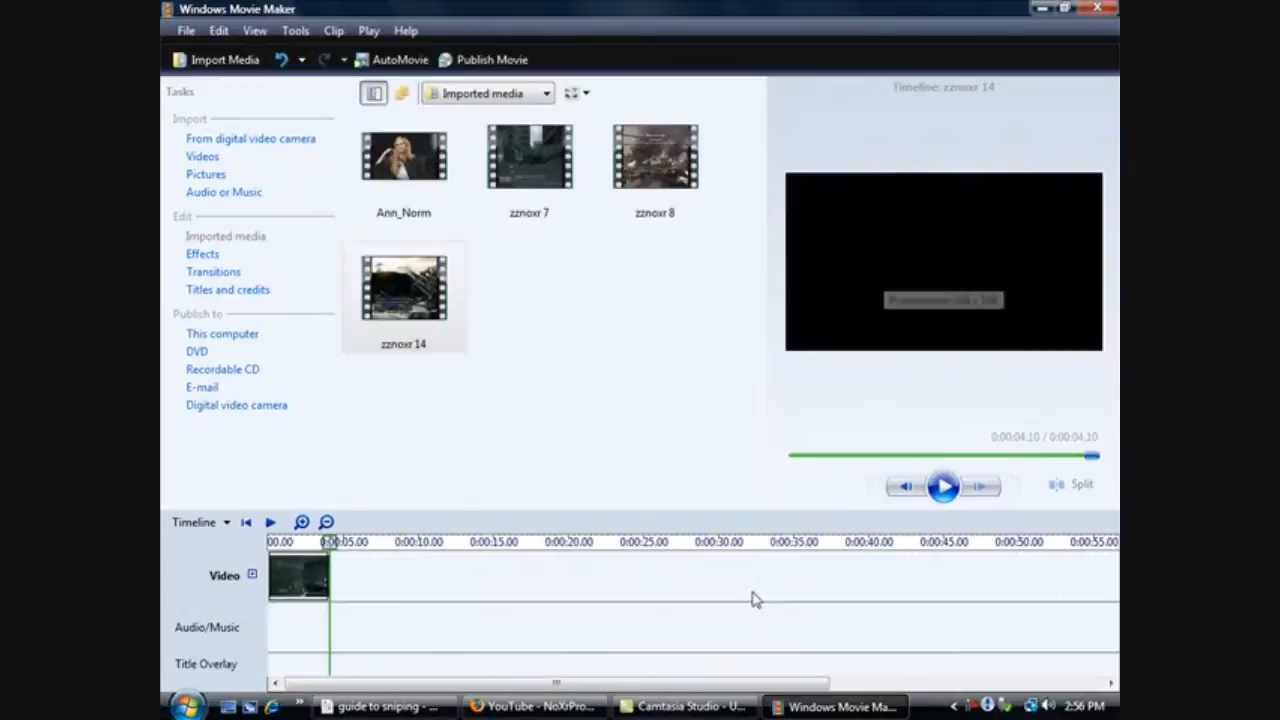 Windows Movie Maker
File Edit View Tools Clip Play Help
Import Media AutoMovie Publish Movie
Tasks
Import
From digital video camera
Videos
Pictures
Audio or Music
Edit
Imported media
Effects
Transitions
Titles and credits
Publish to
This computer
DVD
Recordable CD
E-mail
Digital video camera
Imported media
Ann_Norm
zznoxr 7
zznoxr 8
zznoxr 14
Timeline: zznoxr 14
0:00:04.10 / 0:00:04.10
Split
Timeline
00.00 0:00:05.00 0:00:10.00 0:00:15.00 0:00:20.00 0:00:25.00 0:00:30.00 0:00:35.00 0:00:40.00 0:00:45.00 0:00:50.00 0:00:55.00
Video
Audio/Music
Title Overlay
guide to sniping - ... YouTube - NoXrPro... Camtasia Studio - U... Windows Movie Ma... 2:56 PM